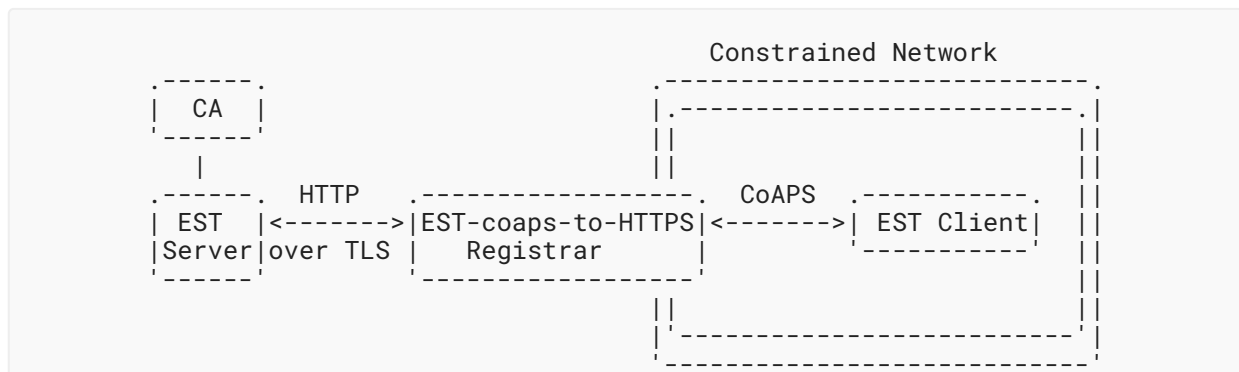 Constrained Network
CA
HTTP CoAPS
EST <-------> EST-coaps-to-HTTPS <-------> EST Client
Server over TLS Registrar